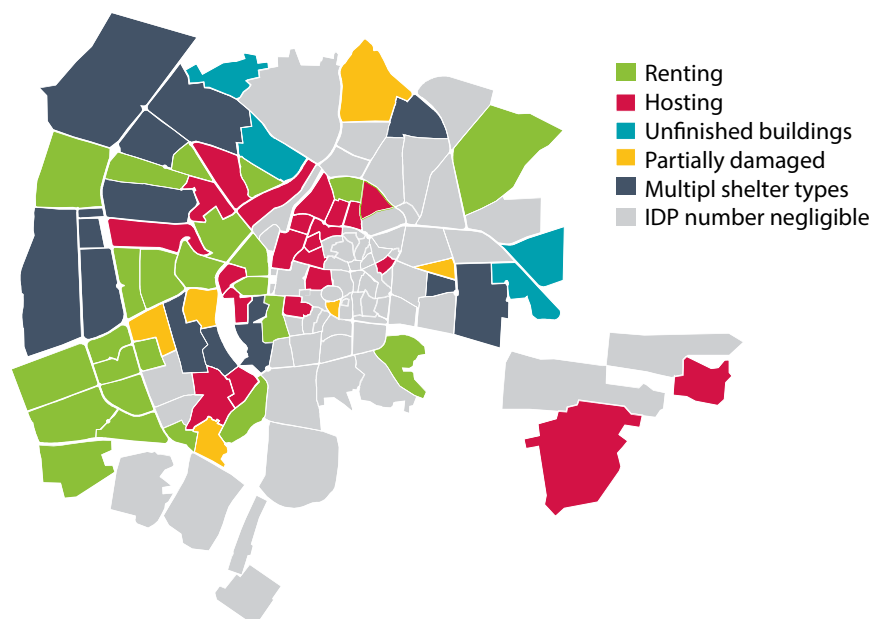 Renting
Hosting
Unfinished buildings
Partially damaged
Multipl shelter types
IDP number negligible